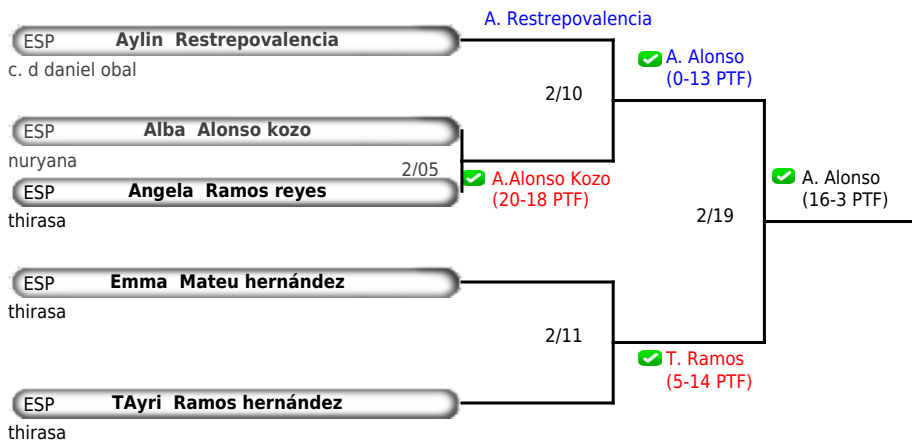 A. Restrepovalencia
ESP Aylin Restrepovalencia
c. d daniel obal
A. Alonso
(0-13 PTF)
2/10
ESP Alba Alonso kozo
nuryana
2/05
A.Alonso Kozo
(20-18 PTF)
ESP Angela Ramos reyes
thirasa
A. Alonso
(16-3 PTF)
2/19
ESP Emma Mateu hernández
thirasa
2/11
T. Ramos
(5-14 PTF)
ESP TAyri Ramos hernández
thirasa